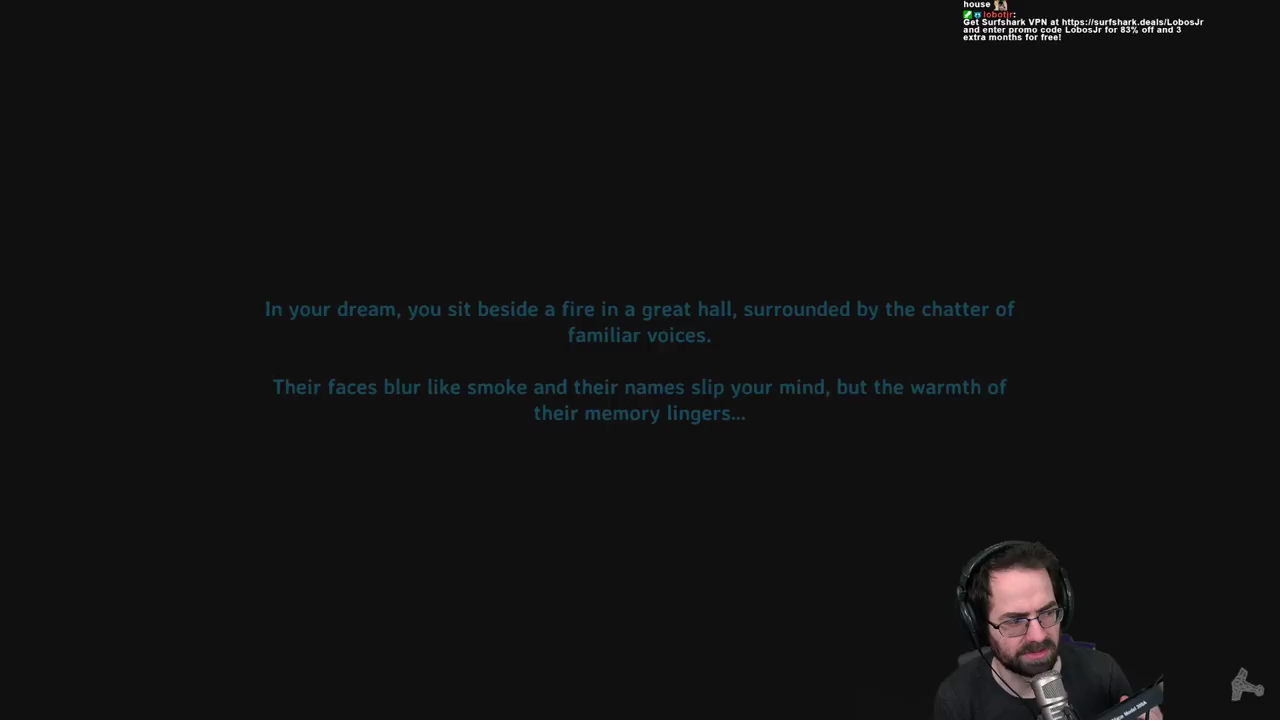 house
lobotjr:
Get Surfshark VPN at https://surfshark.deals/LobosJr
and enter promo code LobosJr for 83% off and 3
extra months for free!
In your dream, you sit beside a fire in a great hall, surrounded by the chatter of
familiar voices.
Their faces blur like smoke and their names slip your mind, but the warmth of
their memory lingers...